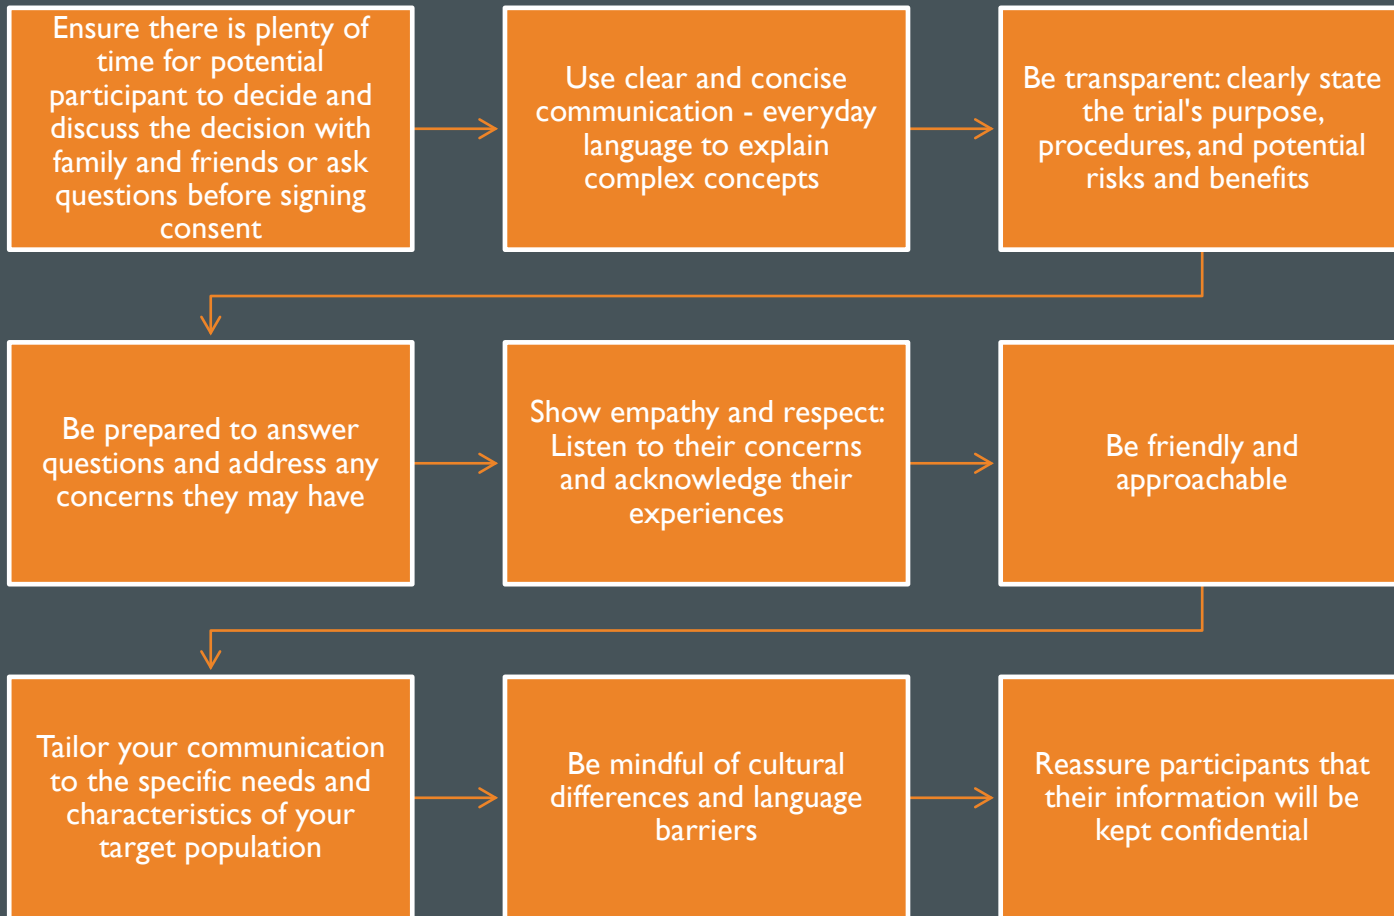 Ensure there is plenty of
time for potential
participant to decide and
discuss the decision with
family and friends or ask
questions before signing
consent
Use clear and concise
communication - everyday
language to explain
complex concepts
Be transparent: clearly state
the trial's purpose,
procedures, and potential
risks and benefits
Be prepared to answer
questions and address any
concerns they may have
Show empathy and respect:
Listen to their concerns
and acknowledge their
experiences
Be friendly and
approachable
Tailor your communication
to the specific needs and
characteristics of your
target population
Be mindful of cultural
differences and language
barriers
Reassure participants that
their information will be
kept confidential